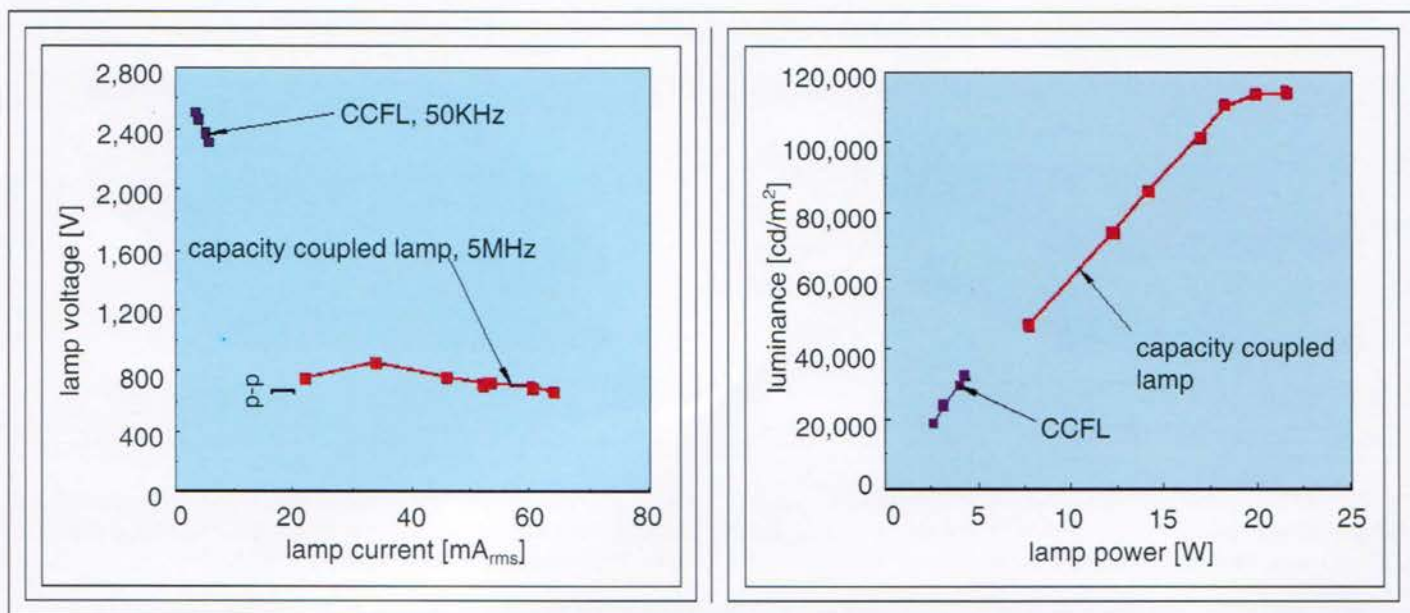 2,800
2,400
2,000
1,600
1,200
800
400
0
lamp voltage [V]
CCFL, 50KHz
capacity coupled lamp, 5MHz
p-p
0 20 40 60 80
lamp current [mArms]
120,000
100,000
80,000
60,000
40,000
20,000
0
luminance [cd/m²]
capacity coupled
lamp
CCFL
0 5 10 15 20 25
lamp power [W]